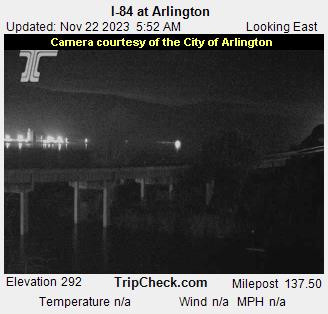 I-84 at Arlington
Updated: Nov 22 2023 5:52 AM Looking East
Camera courtesy of the City of Arlington
Elevation 292 TripCheck.com Milepost 137.50
Temperature n/a Wind n/a MPH n/a